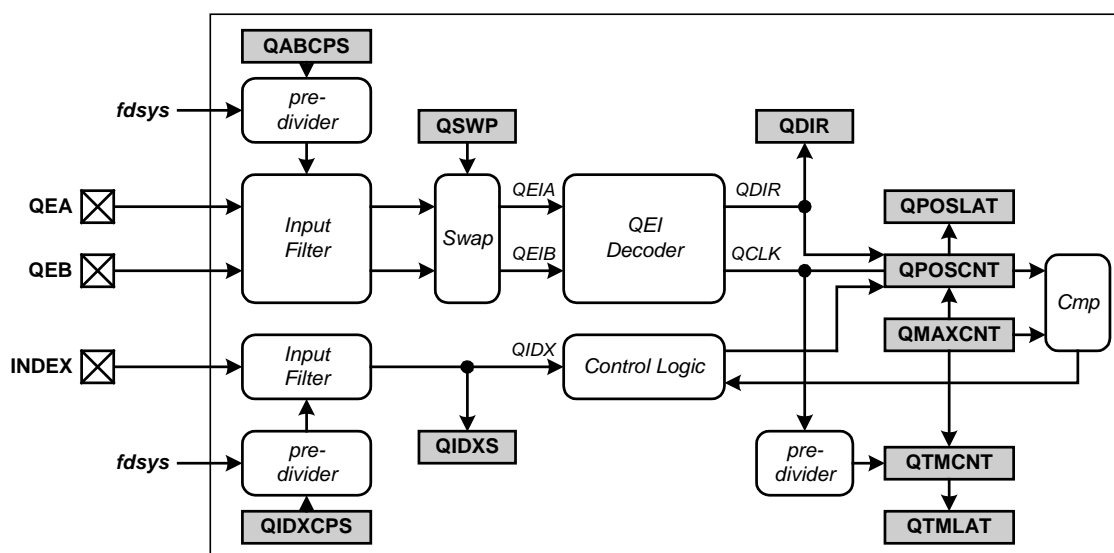 QABCPS
fdsys
pre-
divider
QSWP
QDIR
QEA
QEB
Input
Filter
Swap
QEIA
QEIB
QEI
Decoder
QDIR
QCLK
QPOSLAT
QPOSCNT
QMAXCNT
Cmp
INDEX
Input
Filter
QIDX
Control Logic
QIDXS
fdsys
pre-
divider
QIDXCPS
pre-
divider
QTMCNT
QTMLAT